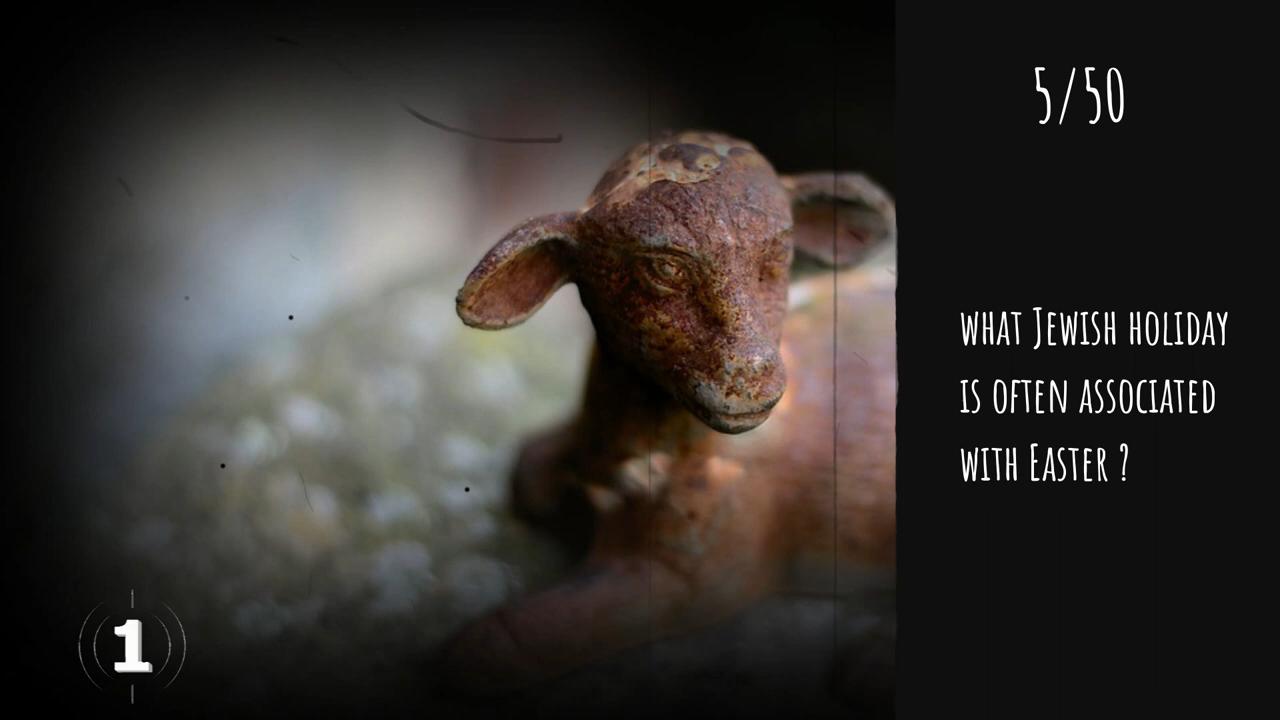 5/50
what Jewish holiday
is often associated
with Easter ?
1